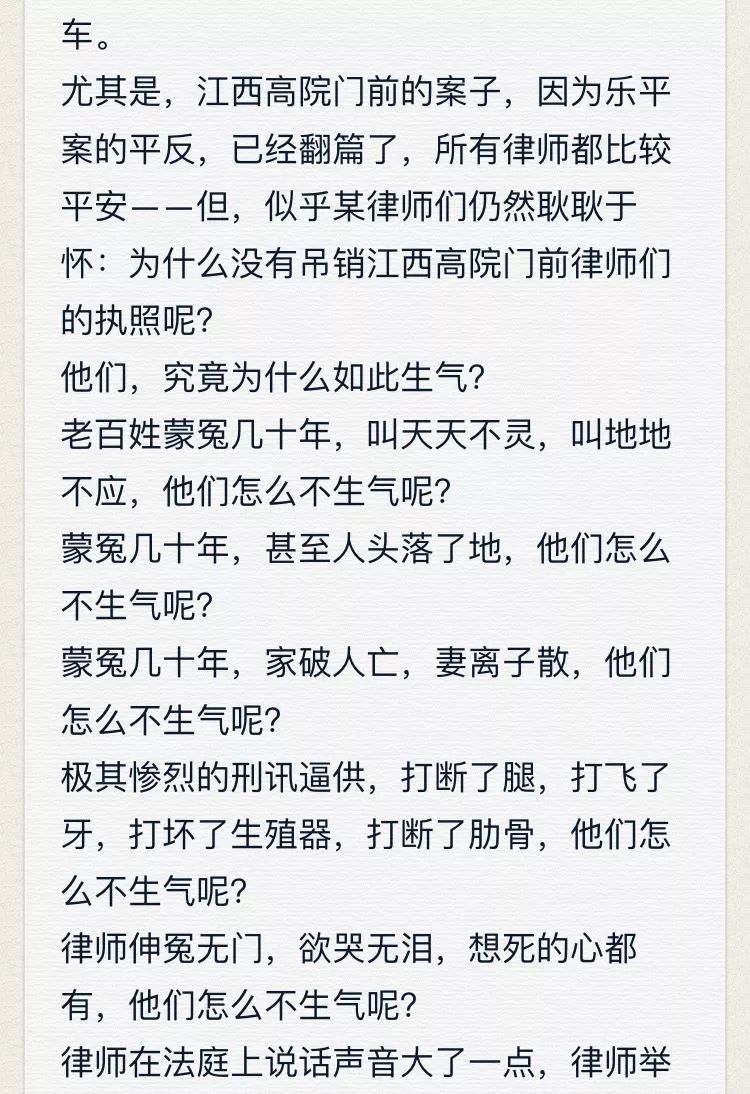 车。
尤其是，江西高院门前的案子，因为乐平
案的平反，已经翻篇了，所有律师都比较
平安——但，似乎某律师们仍然耿耿于
怀：为什么没有吊销江西高院门前律师们
的执照呢？
他们，究竟为什么如此生气？
老百姓蒙冤几十年，叫天天不灵，叫地地
不应，他们怎么不生气呢？
蒙冤几十年，甚至人头落了地，他们怎么
不生气呢？
蒙冤几十年，家破人亡，妻离子散，他们
怎么不生气呢？
极其惨烈的刑讯逼供，打断了腿，打飞了
牙，打坏了生殖器，打断了肋骨，他们怎
么不生气呢？
律师伸冤无门，欲哭无泪，想死的心都
有，他们怎么不生气呢？
律师在法庭上说话声音大了一点，律师举